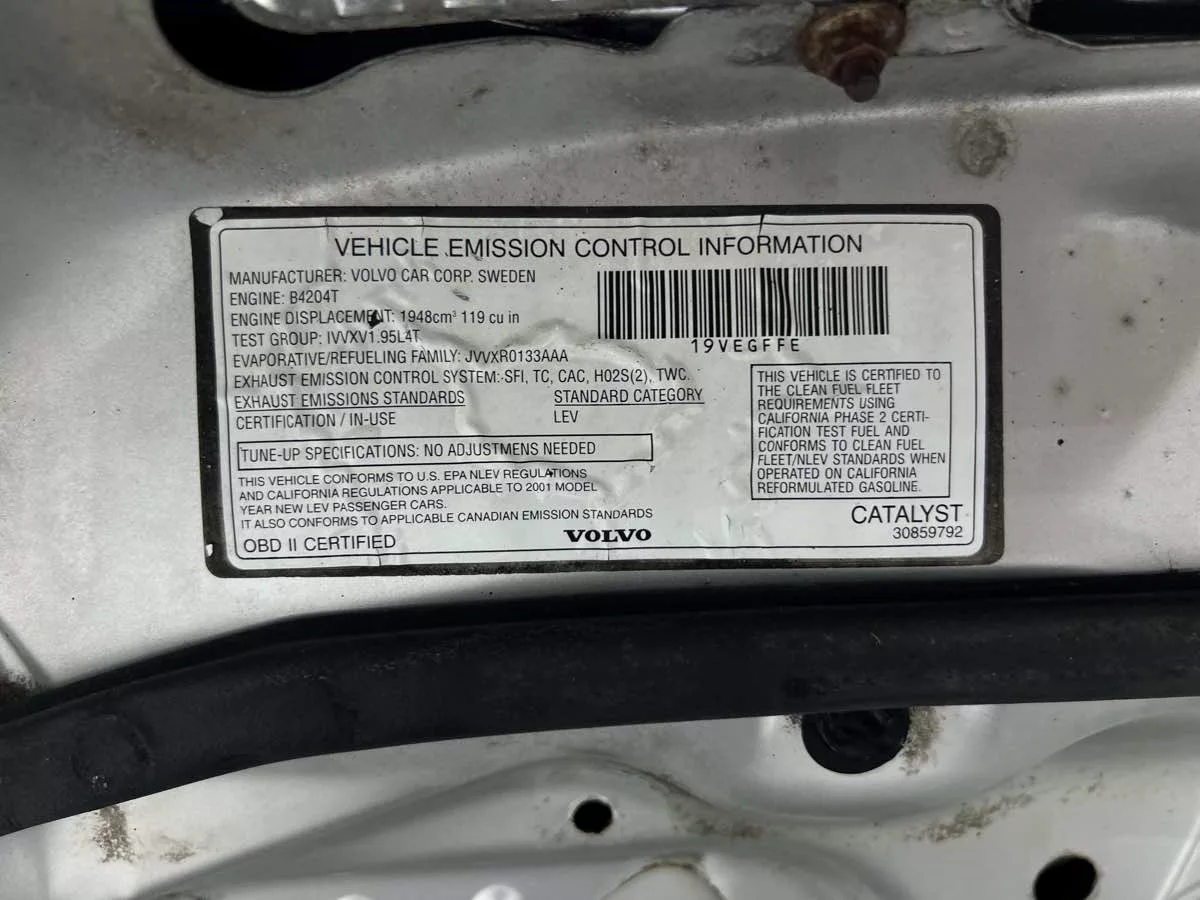 VEHICLE EMISSION CONTROL INFORMATION
MANUFACTURER: VOLVO CAR CORP. SWEDEN
ENGINE: B4204T
ENGINE DISPLACEMENT: 1948cm³ 119 cu in
TEST GROUP: IVVXV1.95L4T
EVAPORATIVE/REFUELING FAMILY: JVVXR0133AAA
EXHAUST EMISSION CONTROL SYSTEM: SFI, TC, CAC, H02S(2), TWC.
EXHAUST EMISSIONS STANDARDS STANDARD CATEGORY
CERTIFICATION / IN-USE LEV
TUNE-UP SPECIFICATIONS: NO ADJUSTMENS NEEDED
THIS VEHICLE CONFORMS TO U.S. EPA NLEV REGULATIONS
AND CALIFORNIA REGULATIONS APPLICABLE TO 2001 MODEL
YEAR NEW LEV PASSENGER CARS.
IT ALSO CONFORMS TO APPLICABLE CANADIAN EMISSION STANDARDS
OBD II CERTIFIED
VOLVO
19VEGFFE
THIS VEHICLE IS CERTIFIED TO
THE CLEAN FUEL FLEET
REQUIREMENTS USING
CALIFORNIA PHASE 2 CERTI-
FICATION TEST FUEL AND
CONFORMS TO CLEAN FUEL
FLEET/NLEV STANDARDS WHEN
OPERATED ON CALIFORNIA
REFORMULATED GASOLINE.
CATALYST
30859792